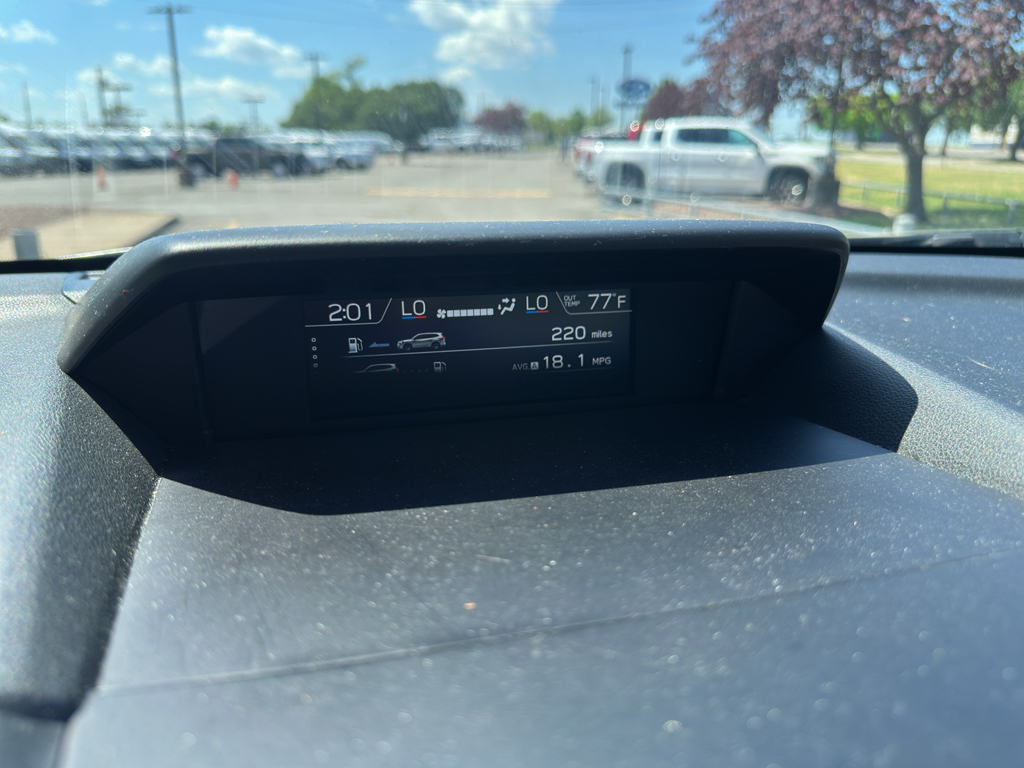 2:01 LO LO OUT TEMP 77°F
220 miles
AVG. A 18.1 MPG